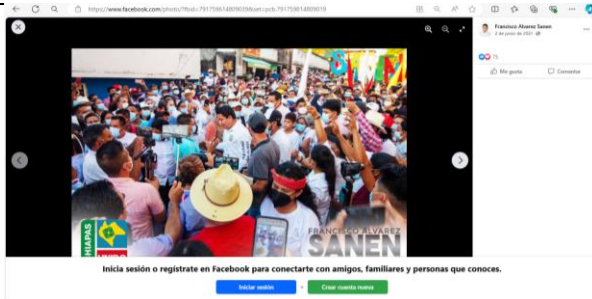 https://www.facebook.com/photo/?fbid=791759614809039&set=pcb.791759814809019
Francisco Alvarez Sanen
2 de junio de 2021
75
Me gusta
Comentar
CHIAPAS
UNIDO
FRANCISCO ALVAREZ
SANEN
Inicia sesión o regístrate en Facebook para conectarte con amigos, familiares y personas que conoces.
Iniciar sesión
o
Crear cuenta nueva